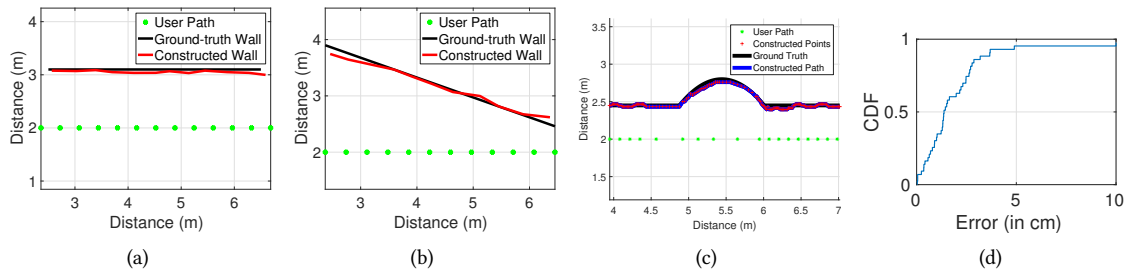 User Path
Ground-truth Wall
Constructed Wall
Distance (m)
4
3
2
1
3
4
5
6
Distance (m)
(a)
User Path
Ground-truth Wall
Constructed Wall
Distance (m)
4
3
2
3
4
5
6
Distance (m)
(b)
User Path
Constructed Points
Ground Truth
Constructed Path
Distance (m)
3.5
3
2.5
2
1.5
4
4.5
5
5.5
6
6.5
7
Distance (m)
(c)
CDF
1
0.5
0
0
5
10
Error (in cm)
(d)